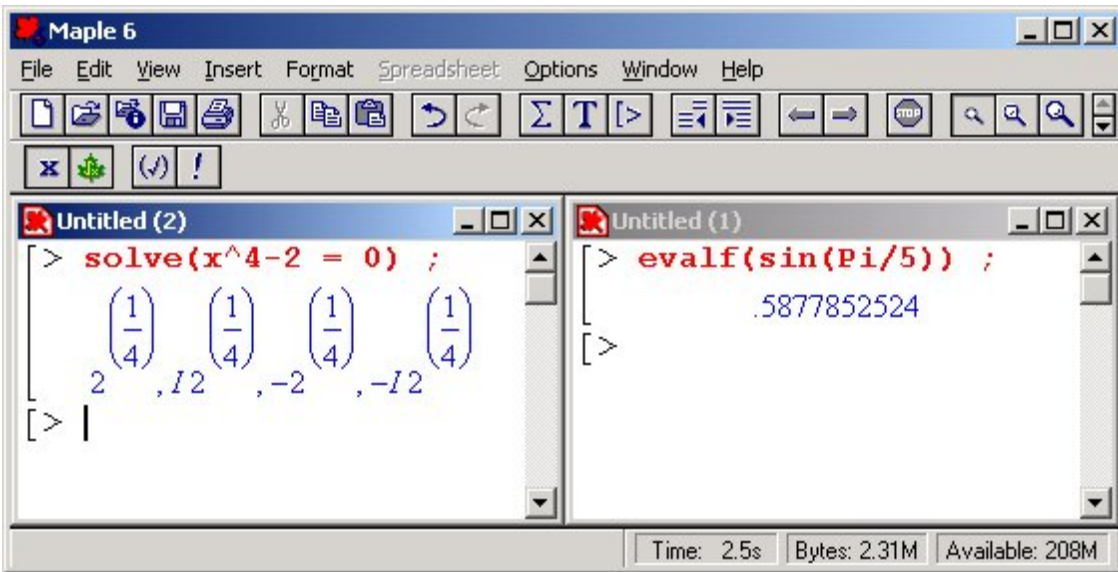 Maple 6
File Edit View Insert Format Spreadsheet Options Window Help
Σ T [> STOP
x (√) !
Untitled (2)
[> solve(x^4-2 = 0) ;
2^(1/4), I 2^(1/4), -2^(1/4), -I 2^(1/4)
[>
Untitled (1)
[> evalf(sin(Pi/5)) ;
.5877852524
[>
Time: 2.5s Bytes: 2.31M Available: 208M